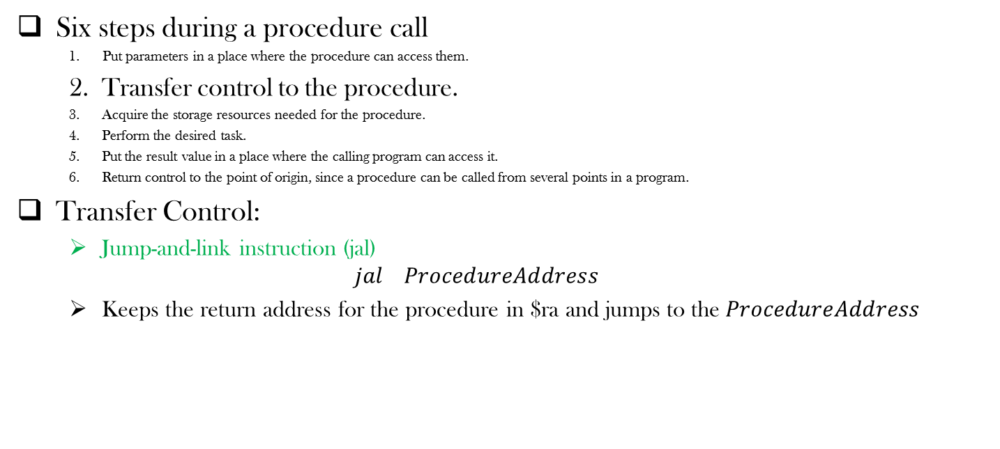 Six steps during a procedure call
1. Put parameters in a place where the procedure can access them.
2. Transfer control to the procedure.
3. Acquire the storage resources needed for the procedure.
4. Perform the desired task.
5. Put the result value in a place where the calling program can access it.
6. Return control to the point of origin, since a procedure can be called from several points in a program.
Transfer Control:
Jump-and-link instruction (jal)
jal ProcedureAddress
Keeps the return address for the procedure in $ra and jumps to the ProcedureAddress